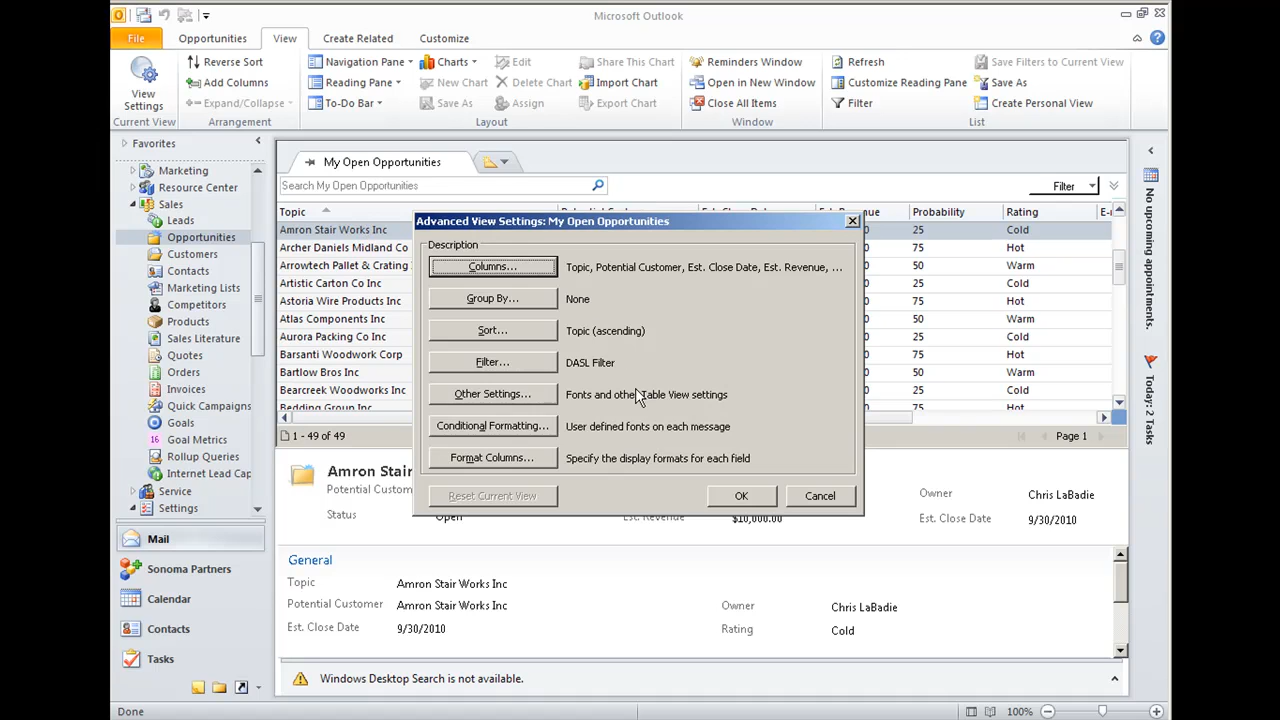 Microsoft Outlook
File Opportunities View Create Related Customize
View Settings
Reverse Sort
Add Columns
Expand/Collapse
Navigation Pane
Reading Pane
To-Do Bar
Charts
New Chart
Save As
Edit
Delete Chart
Assign
Share This Chart
Import Chart
Export Chart
Reminders Window
Open in New Window
Close All Items
Refresh
Customize Reading Pane
Filter
Save Filters to Current View
Save As
Create Personal View
Current View Arrangement Layout Window List
Favorites
Marketing
Resource Center
Sales
Leads
Opportunities
Customers
Contacts
Marketing Lists
Competitors
Products
Sales Literature
Quotes
Orders
Invoices
Quick Campaigns
Goals
Goal Metrics
Rollup Queries
Internet Lead Cap
Service
Settings
Mail
Sonoma Partners
Calendar
Contacts
Tasks
My Open Opportunities
Search My Open Opportunities
Filter
Topic Probability Rating
Amron Stair Works Inc 25 Cold
Archer Daniels Midland Co 75 Hot
Arrowtech Pallet & Crating 50 Warm
Artistic Carton Co 25 Cold
Astoria Wire Products Inc 75 Hot
Atlas Components Inc 50 Warm
Aurora Packing Co Inc 25 Cold
Barsanti Woodwork Corp 75 Hot
Bartlow Bros Inc 50 Warm
Bearcreek Woodworks Inc 25 Cold
Bedding Group Inc 75 Hot
1 - 49 of 49
Page 1
Advanced View Settings: My Open Opportunities
Description
Columns... Topic, Potential Customer, Est. Close Date, Est. Revenue, ...
Group By... None
Sort... Topic (ascending)
Filter... DASL Filter
Other Settings... Fonts and other Table View settings
Conditional Formatting... User defined fonts on each message
Format Columns... Specify the display formats for each field
Reset Current View OK Cancel
Amron Stair
Potential Custom
Status Open Est. Revenue $10,000.00
Owner Chris LaBadie
Est. Close Date 9/30/2010
General
Topic Amron Stair Works Inc
Potential Customer Amron Stair Works Inc
Est. Close Date 9/30/2010
Owner Chris LaBadie
Rating Cold
Windows Desktop Search is not available.
No upcoming appointments.
Today: 2 Tasks
Done
100%